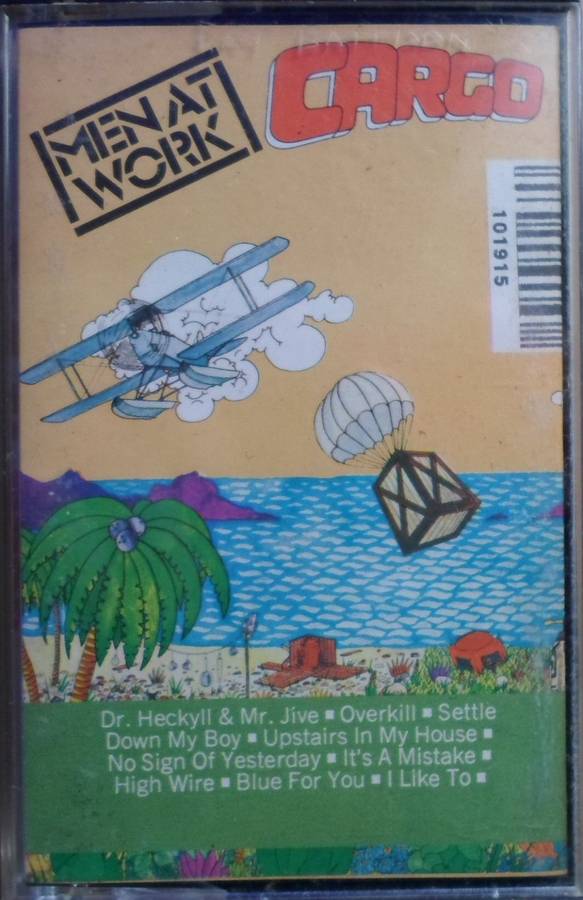 MEN AT
WORK
CARGO
101915
Dr. Heckyll & Mr. Jive ▪ Overkill ▪ Settle
Down My Boy ▪ Upstairs In My House ▪
No Sign Of Yesterday ▪ It's A Mistake ▪
High Wire ▪ Blue For You ▪ I Like To ▪